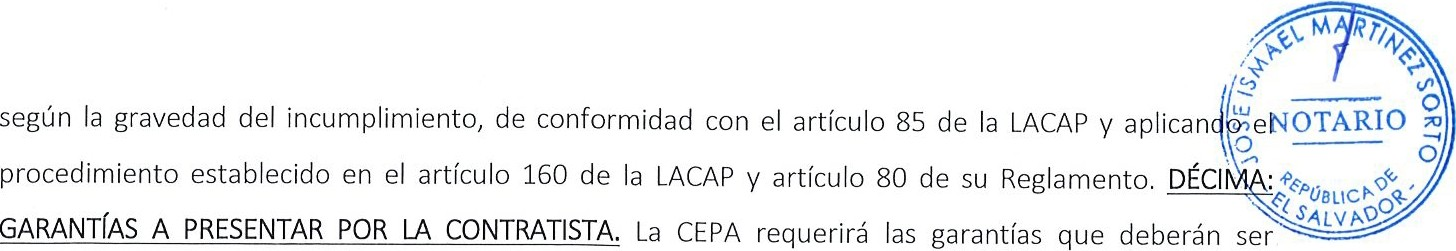 según la gravedad del incumplimiento, de conformidad con el artículo 85 de la LACAP y aplicando el
procedimiento establecido en el artículo 160 de la LACAP y artículo 80 de su Reglamento. DÉCIMA:
GARANTÍAS A PRESENTAR POR LA CONTRATISTA. La CEPA requerirá las garantías que deberán ser
JOSE ISMAEL MARTINEZ SORTO
NOTARIO
REPÚBLICA DE
EL SALVADOR